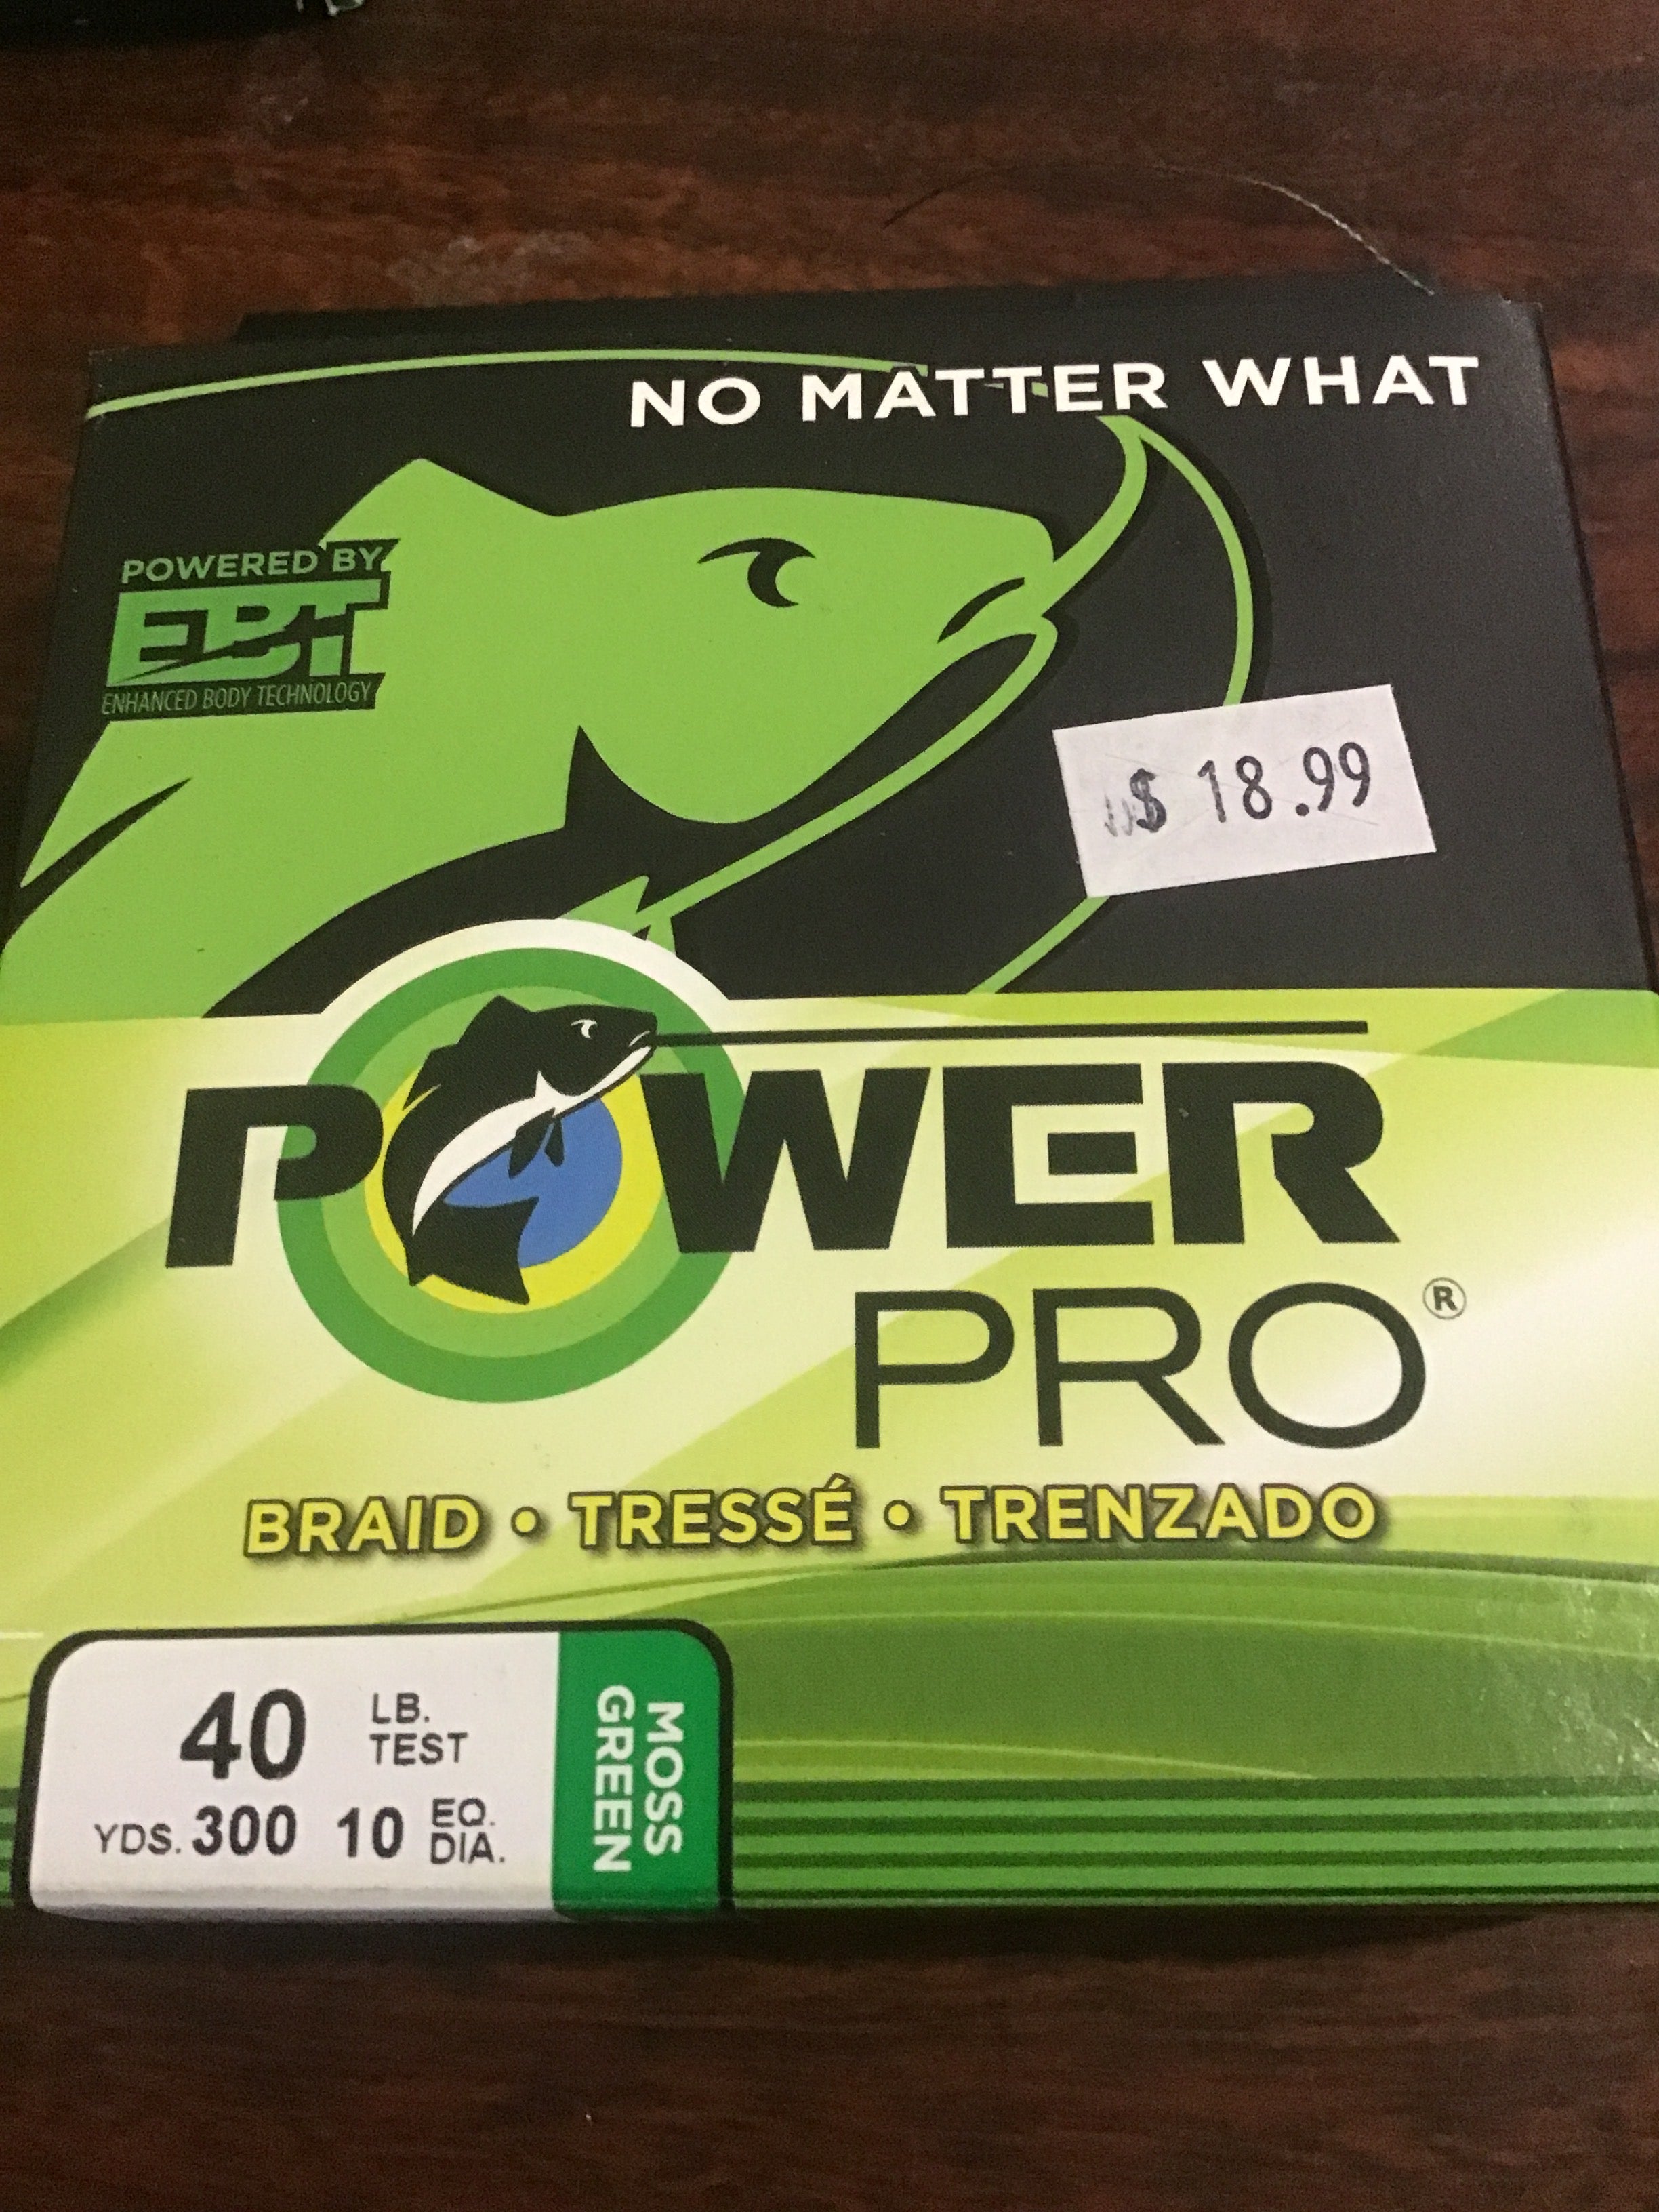 NO MATTER WHAT
POWERED BY
EBT
ENHANCED BODY TECHNOLOGY
$ 18.99
POWER
PRO®
BRAID • TRESSÉ • TRENZADO
40 LB. TEST
YDS. 300 10 EQ. DIA.
MOSS
GREEN